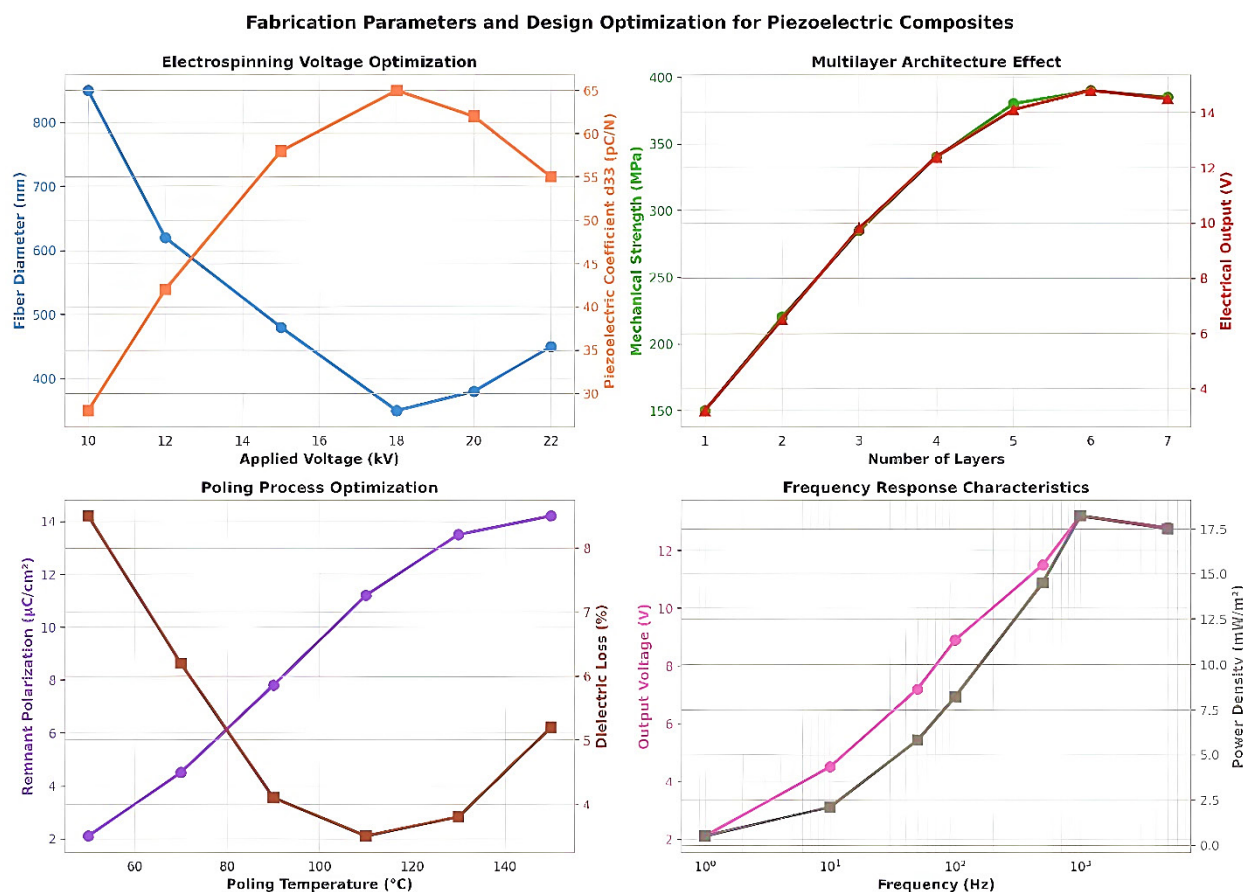 Fabrication Parameters and Design Optimization for Piezoelectric Composites
Electrospinning Voltage Optimization
Fiber Diameter (nm)
800
700
600
500
400
65
60
55
50
45
40
35
30
Piezoelectric Coefficient d33 (pC/N)
10 12 14 16 18 20 22
Applied Voltage (kV)
Multilayer Architecture Effect
Mechanical Strength (MPa)
400
350
300
250
200
150
14
12
10
8
6
4
Electrical Output (V)
1 2 3 4 5 6 7
Number of Layers
Poling Process Optimization
Remnant Polarization (μC/cm²)
14
12
10
8
6
4
2
8
7
6
5
4
Dielectric Loss (%)
60 80 100 120 140
Poling Temperature (°C)
Frequency Response Characteristics
Output Voltage (V)
12
10
8
6
4
2
17.5
15.0
12.5
10.0
7.5
5.0
2.5
0.0
Power Density (mW/m²)
10⁰ 10¹ 10² 10³
Frequency (Hz)